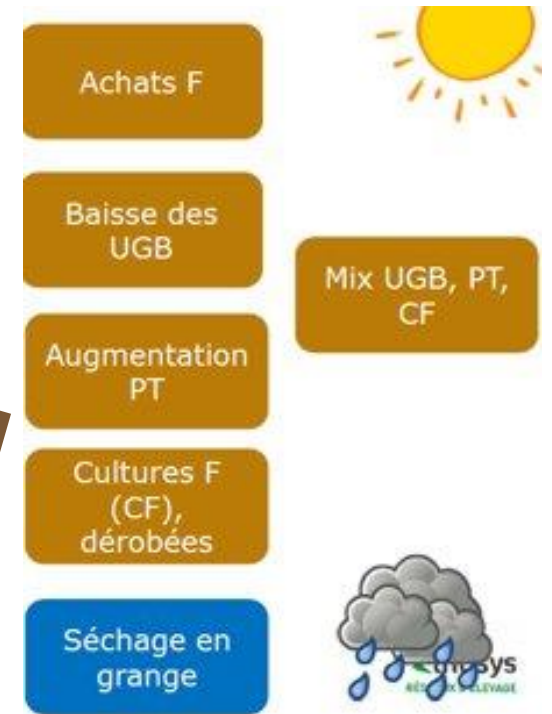 Achats F
Baisse des
UGB
Mix UGB, PT,
CF
Augmentation
PT
Cultures F
(CF),
dérobées
Séchage en
grange